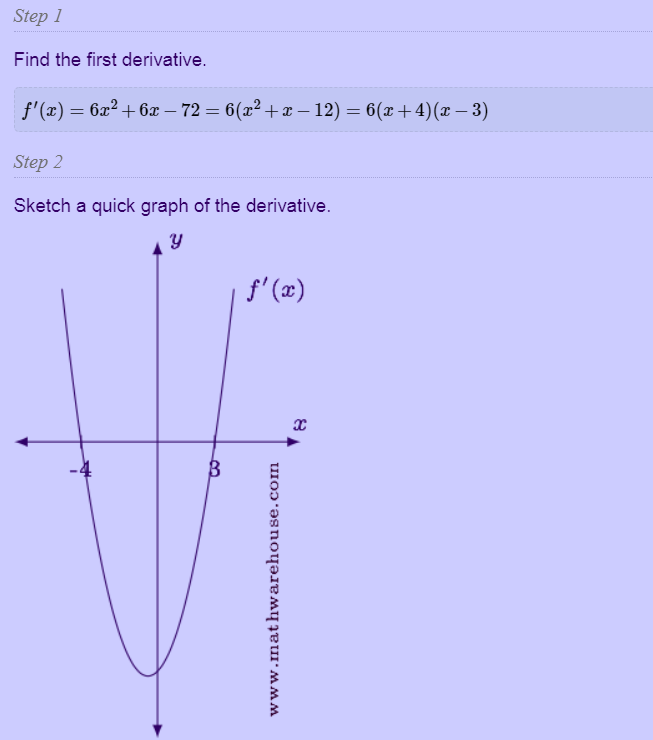 Step 1
Find the first derivative.
f′(x) = 6x² + 6x − 72 = 6(x² + x − 12) = 6(x + 4)(x − 3)
Step 2
Sketch a quick graph of the derivative.
y
f′(x)
x
-4
3
www.mathwarehouse.com